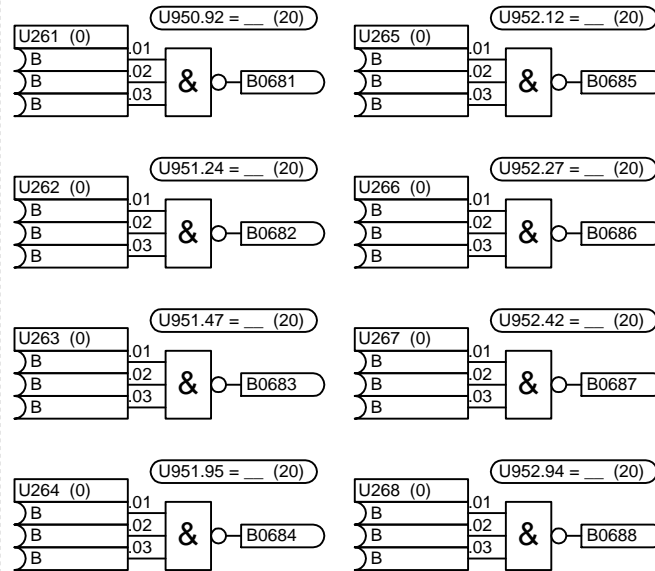 U950.92 = __ (20)
U261 (0)
B .01
B .02
B .03
&
B0681
U952.12 = __ (20)
U265 (0)
B .01
B .02
B .03
&
B0685
U951.24 = __ (20)
U262 (0)
B .01
B .02
B .03
&
B0682
U952.27 = __ (20)
U266 (0)
B .01
B .02
B .03
&
B0686
U951.47 = __ (20)
U263 (0)
B .01
B .02
B .03
&
B0683
U952.42 = __ (20)
U267 (0)
B .01
B .02
B .03
&
B0687
U951.95 = __ (20)
U264 (0)
B .01
B .02
B .03
&
B0684
U952.94 = __ (20)
U268 (0)
B .01
B .02
B .03
&
B0688